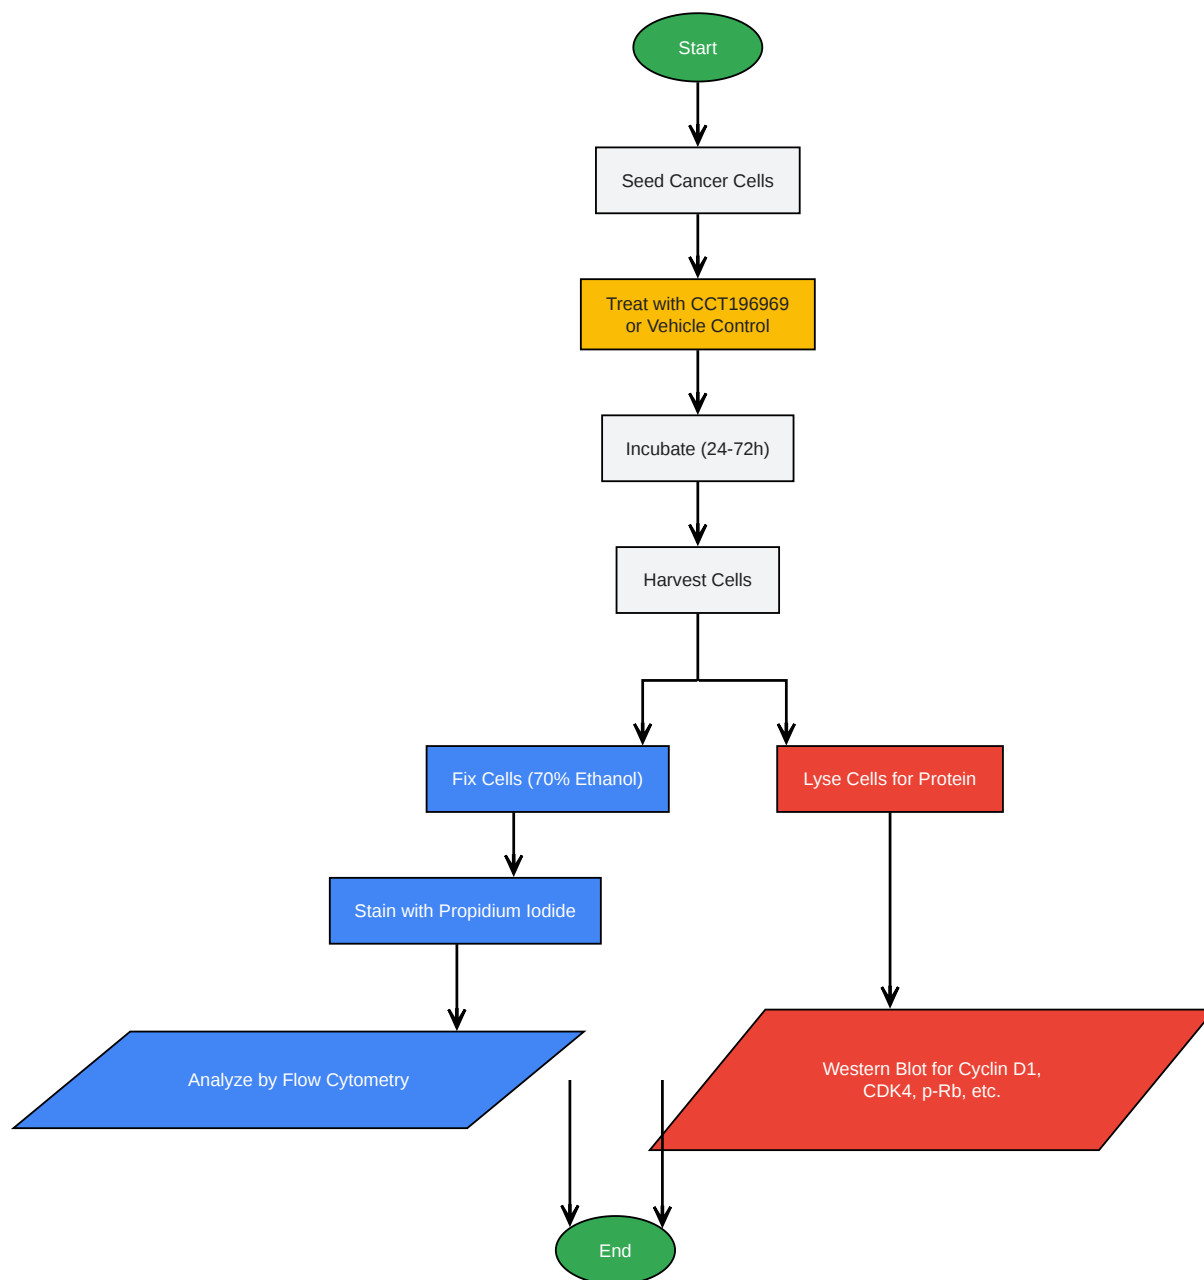 Start
Seed Cancer Cells
Treat with CCT196969
or Vehicle Control
Incubate (24-72h)
Harvest Cells
Fix Cells (70% Ethanol)
Lyse Cells for Protein
Stain with Propidium Iodide
Analyze by Flow Cytometry
Western Blot for Cyclin D1,
CDK4, p-Rb, etc.
End